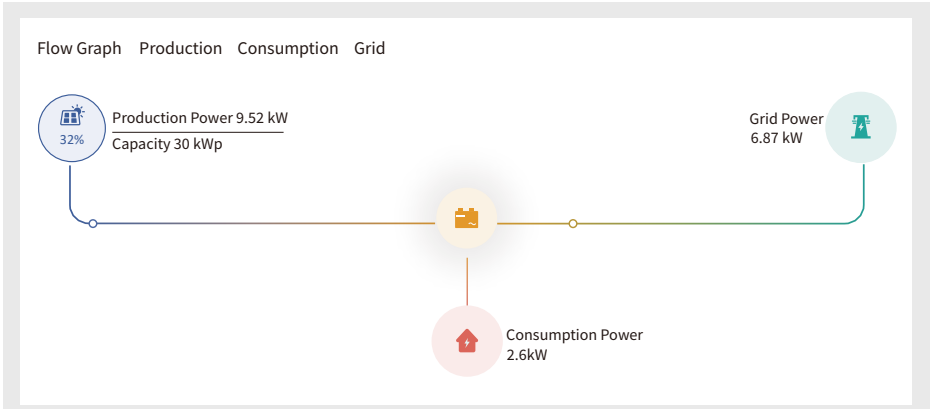 Flow Graph Production Consumption Grid
32%
Production Power 9.52 kW
Capacity 30 kWp
Grid Power
6.87 kW
Consumption Power
2.6kW